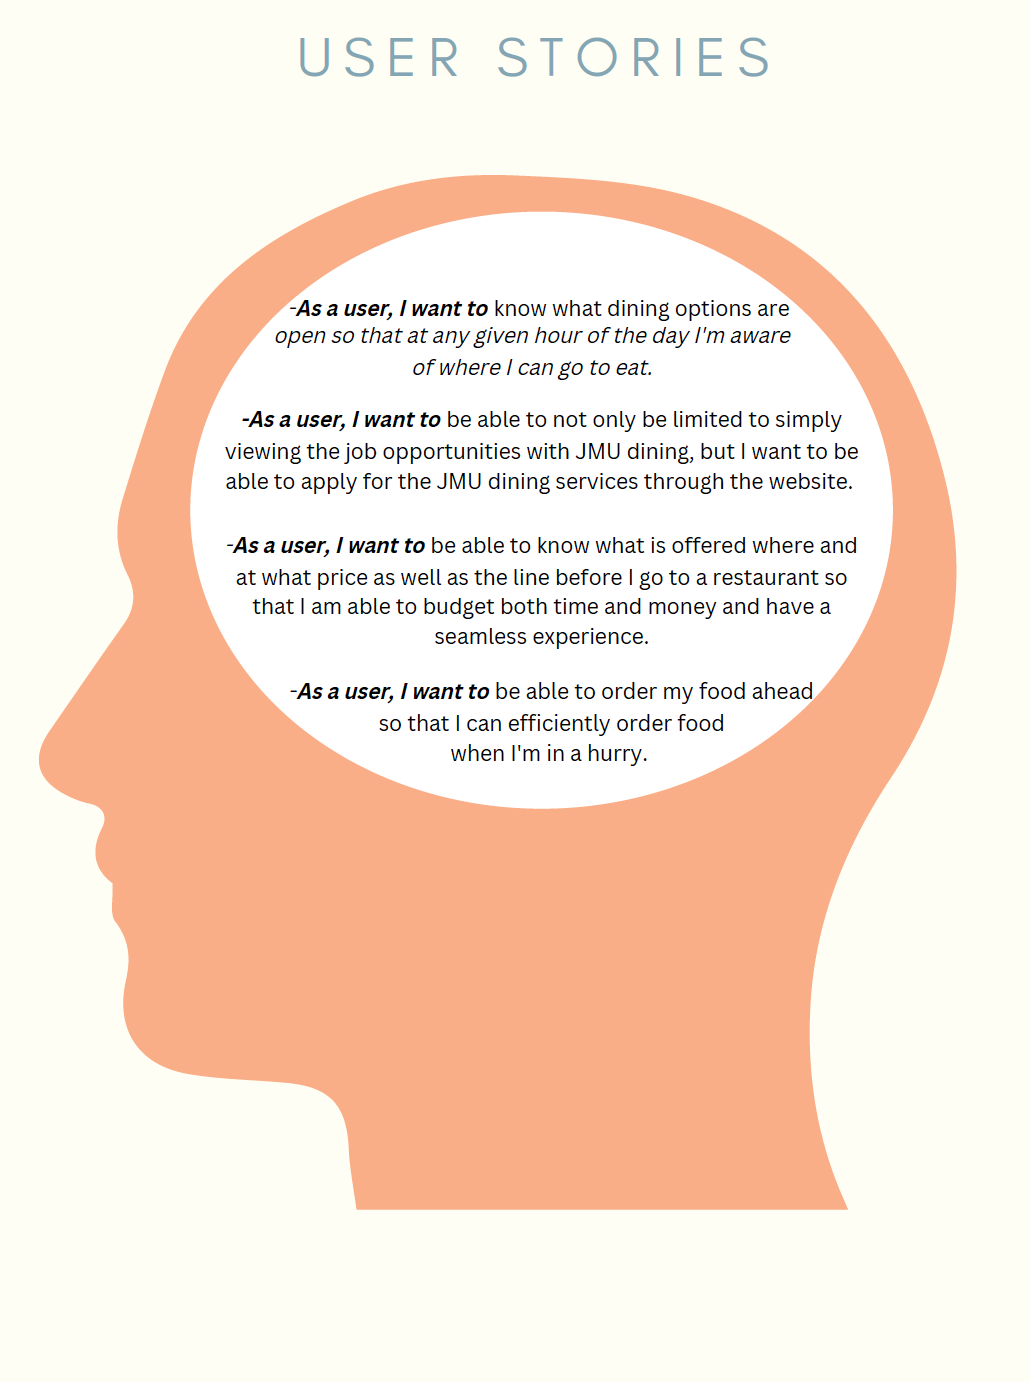 USER STORIES
-As a user, I want to know what dining options are
open so that at any given hour of the day I'm aware
of where I can go to eat.
-As a user, I want to be able to not only be limited to simply
viewing the job opportunities with JMU dining, but I want to be
able to apply for the JMU dining services through the website.
-As a user, I want to be able to know what is offered where and
at what price as well as the line before I go to a restaurant so
that I am able to budget both time and money and have a
seamless experience.
-As a user, I want to be able to order my food ahead
so that I can efficiently order food
when I'm in a hurry.